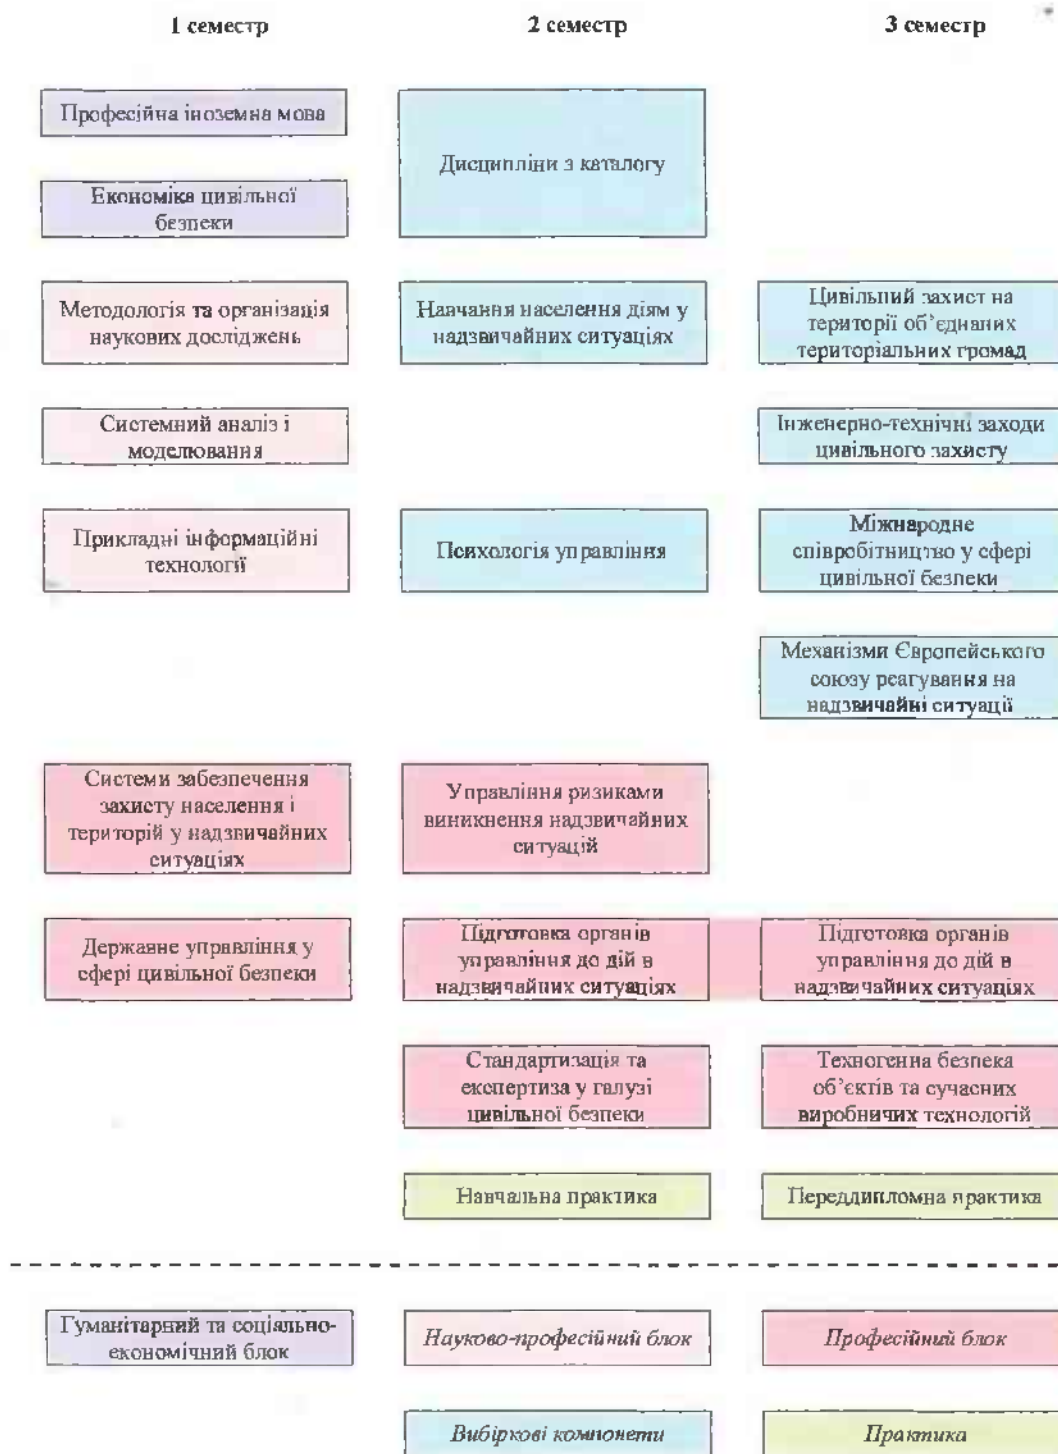 1 семестр
2 семестр
3 семестр
Професійна іноземна мова
Дисципліни з каталогу
Економіка цивільної
безпеки
Методологія та організація
наукових досліджень
Навчання населення діям у
надзвичайних ситуаціях
Цивільний захист на
території об’єднаних
територіальних громад
Системний аналіз і
моделювання
Інженерно-технічні заходи
цивільного захисту
Прикладні інформаційні
технології
Психологія управління
Міжнародне
співробітництво у сфері
цивільної безпеки
Механізми Європейського
союзу реагування на
надзвичайні ситуації
Системи забезпечення
захисту населення і
територій у надзвичайних
ситуаціях
Управління ризиками
виникнення надзвичайних
ситуацій
Державне управління у
сфері цивільної безпеки
Підготовка органів
управління до дій в
надзвичайних ситуаціях
Підготовка органів
управління до дій в
надзвичайних ситуаціях
Стандартизація та
експертиза у галузі
цивільної безпеки
Техногенна безпека
об’єктів та сучасних
виробничих технологій
Навчальна практика
Переддипломна практика
Гуманітарний та соціально-
економічний блок
Науково-професійний блок
Професійний блок
Вибіркові компонети
Практика